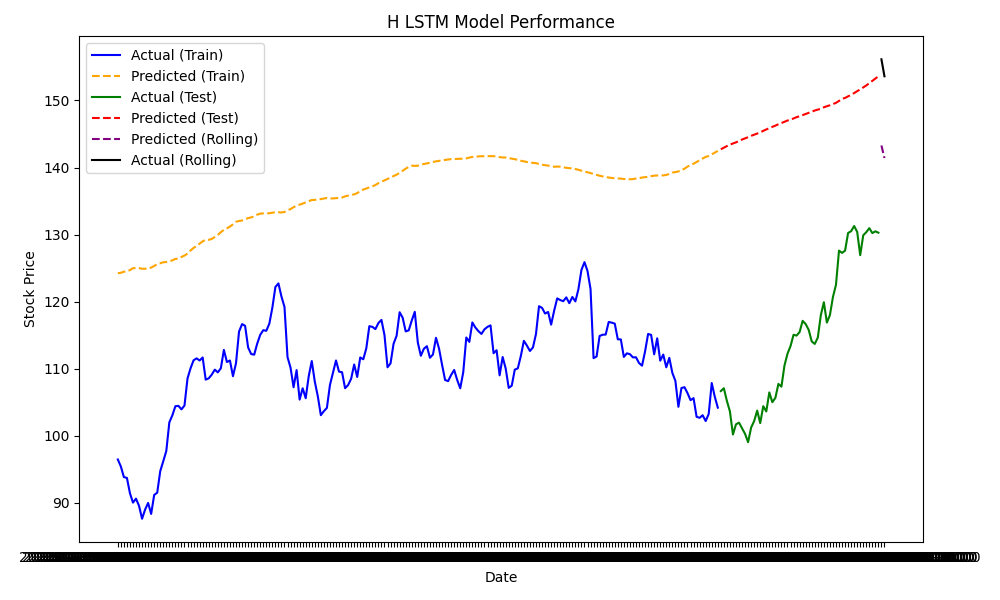 H LSTM Model Performance
Actual (Train)
Predicted (Train)
Actual (Test)
Predicted (Test)
Predicted (Rolling)
Actual (Rolling)
150
140
130
120
110
100
90
Stock Price
Date